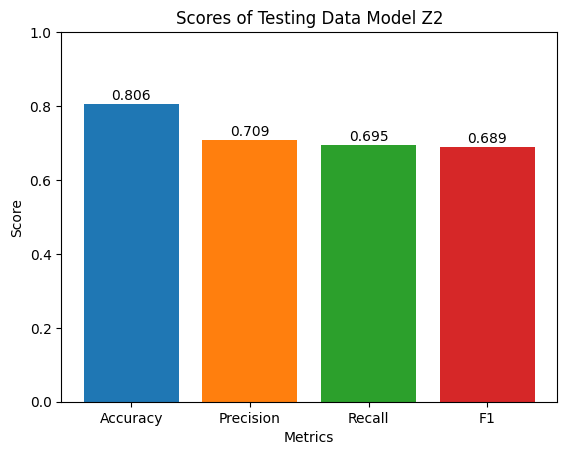 Scores of Testing Data Model Z2
1.0
0.8
0.6
0.4
0.2
0.0
Score
0.806
0.709
0.695
0.689
Accuracy Precision Recall F1
Metrics